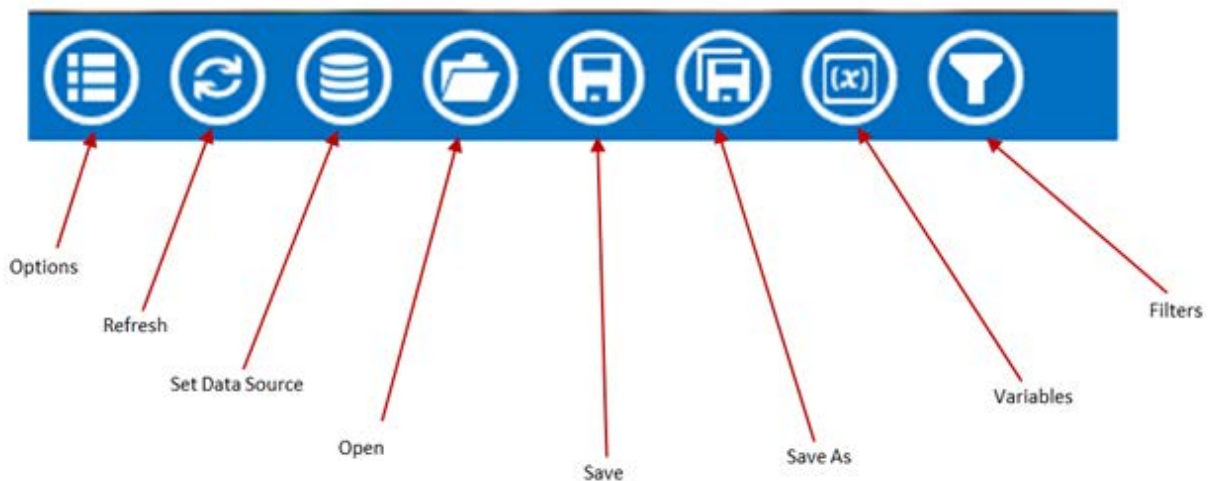 (x)
Options
Refresh
Set Data Source
Open
Save
Save As
Variables
Filters